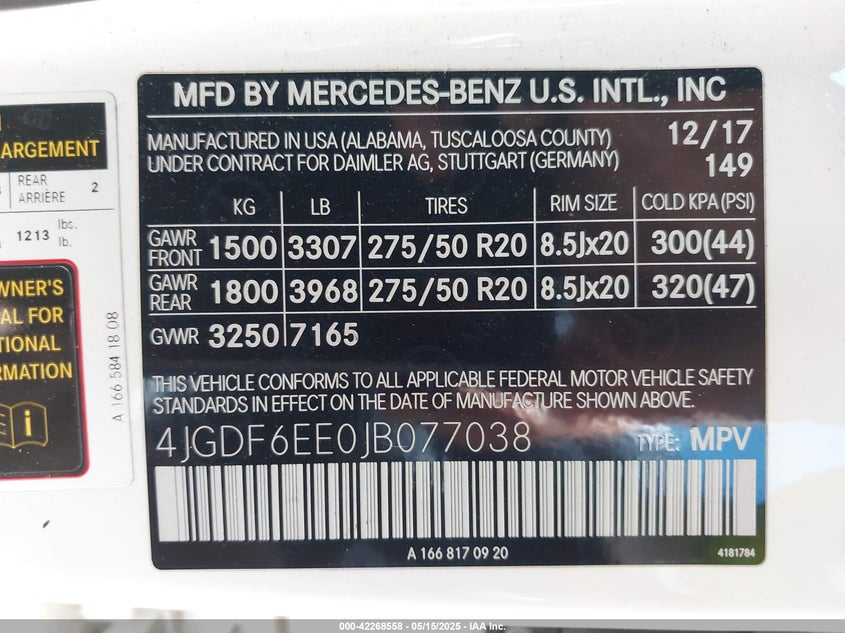 ARGEMENT
REAR
ARRIÈRE 2
1213 lbs.
lb.
WNER'S
AL FOR
TIONAL
RMATION
i
A 166 584 18 08
MFD BY MERCEDES-BENZ U.S. INTL., INC
MANUFACTURED IN USA (ALABAMA, TUSCALOOSA COUNTY) 12/17
UNDER CONTRACT FOR DAIMLER AG, STUTTGART (GERMANY) 149
KG LB TIRES RIM SIZE COLD KPA (PSI)
GAWR
FRONT 1500 3307 275/50 R20 8.5Jx20 300(44)
GAWR
REAR 1800 3968 275/50 R20 8.5Jx20 320(47)
GVWR 3250 7165
THIS VEHICLE CONFORMS TO ALL APPLICABLE FEDERAL MOTOR VEHICLE SAFETY
STANDARDS IN EFFECT ON THE DATE OF MANUFACTURE SHOWN ABOVE.
4JGDF6EE0JB077038 TYPE: MPV
A 166 817 09 20 4181784
000-42268558 - 05/15/2025 - IAA Inc.